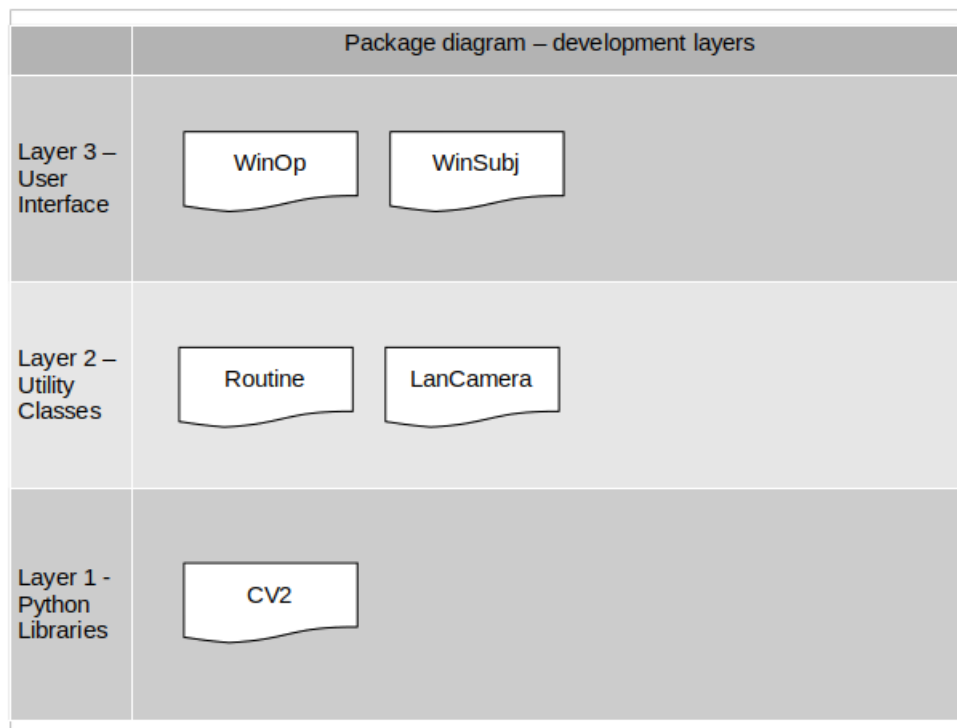 Package diagram – development layers
Layer 3 –
User
Interface
WinOp
WinSubj
Layer 2 –
Utility
Classes
Routine
LanCamera
Layer 1 -
Python
Libraries
CV2